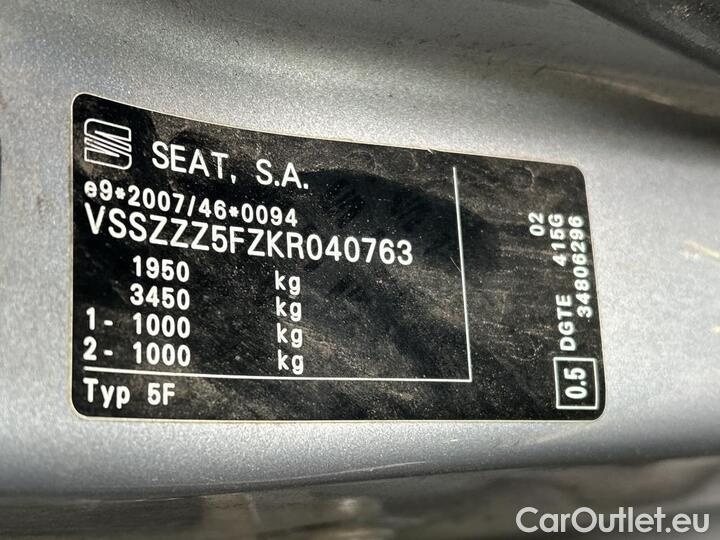 SEAT, S.A.
e9*2007/46*0094
VSSZZZ5FZKR040763
1950 kg
3450 kg
1- 1000 kg
2- 1000 kg
Typ 5F
02
DGTE 415G
34806296
0.5
CarOutlet.eu